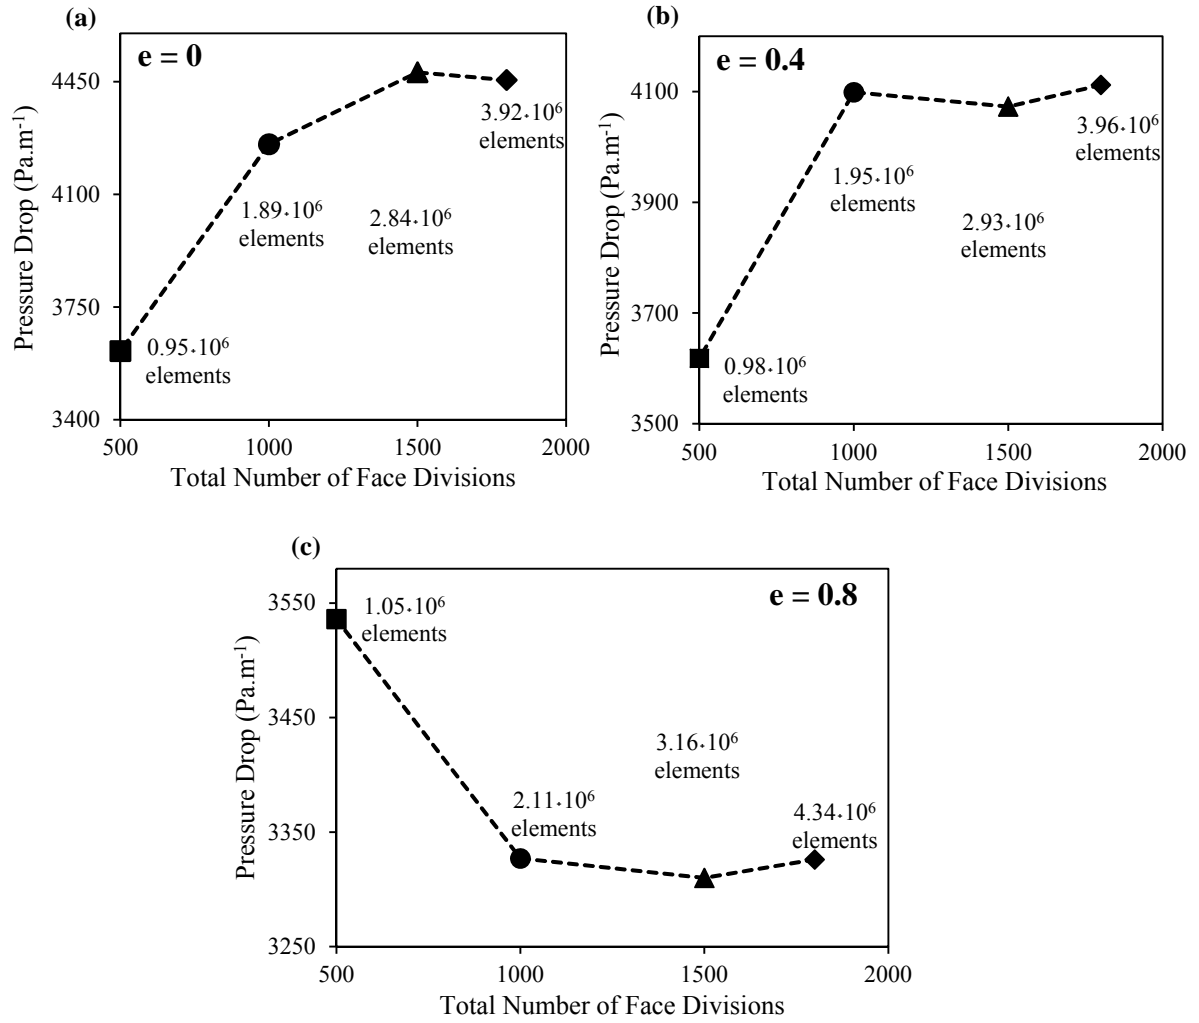 (a)
e = 0
4450
4100
3750
3400
Pressure Drop (Pa.m⁻¹)
3.92.10⁶
elements
1.89.10⁶
elements
2.84.10⁶
elements
0.95.10⁶
elements
500 1000 1500 2000
Total Number of Face Divisions
(b)
e = 0.4
4100
3900
3700
3500
Pressure Drop (Pa.m⁻¹)
3.96.10⁶
elements
1.95.10⁶
elements
2.93.10⁶
elements
0.98.10⁶
elements
500 1000 1500 2000
Total Number of Face Divisions
(c)
e = 0.8
3550
3450
3350
3250
Pressure Drop (Pa.m⁻¹)
1.05.10⁶
elements
3.16.10⁶
elements
2.11.10⁶
elements
4.34.10⁶
elements
500 1000 1500 2000
Total Number of Face Divisions